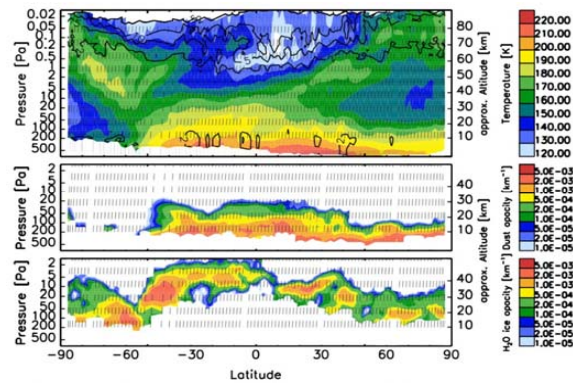 Pressure [Pa]
0.02
0.05
0.1
0.2
0.5
2
5
10
20
50
100
200
500
80
70
60
50
40
30
20
10
approx. Altitude [km]
Temperature [K]
220.00
210.00
200.00
190.00
180.00
170.00
160.00
150.00
140.00
130.00
120.00
Pressure [Pa]
2
5
10
20
50
100
200
500
40
30
20
10
approx. Altitude [km]
Dust opacity [km⁻¹]
5.0E-03
2.0E-03
1.0E-03
5.0E-04
2.0E-04
1.0E-04
5.0E-05
2.0E-05
1.0E-05
Pressure [Pa]
2
5
10
20
50
100
200
500
40
30
20
10
H₂O ice opacity [km⁻¹]
5.0E-03
2.0E-03
1.0E-03
5.0E-04
2.0E-04
1.0E-04
5.0E-05
2.0E-05
1.0E-05
-90
-60
-30
0
30
60
90
Latitude